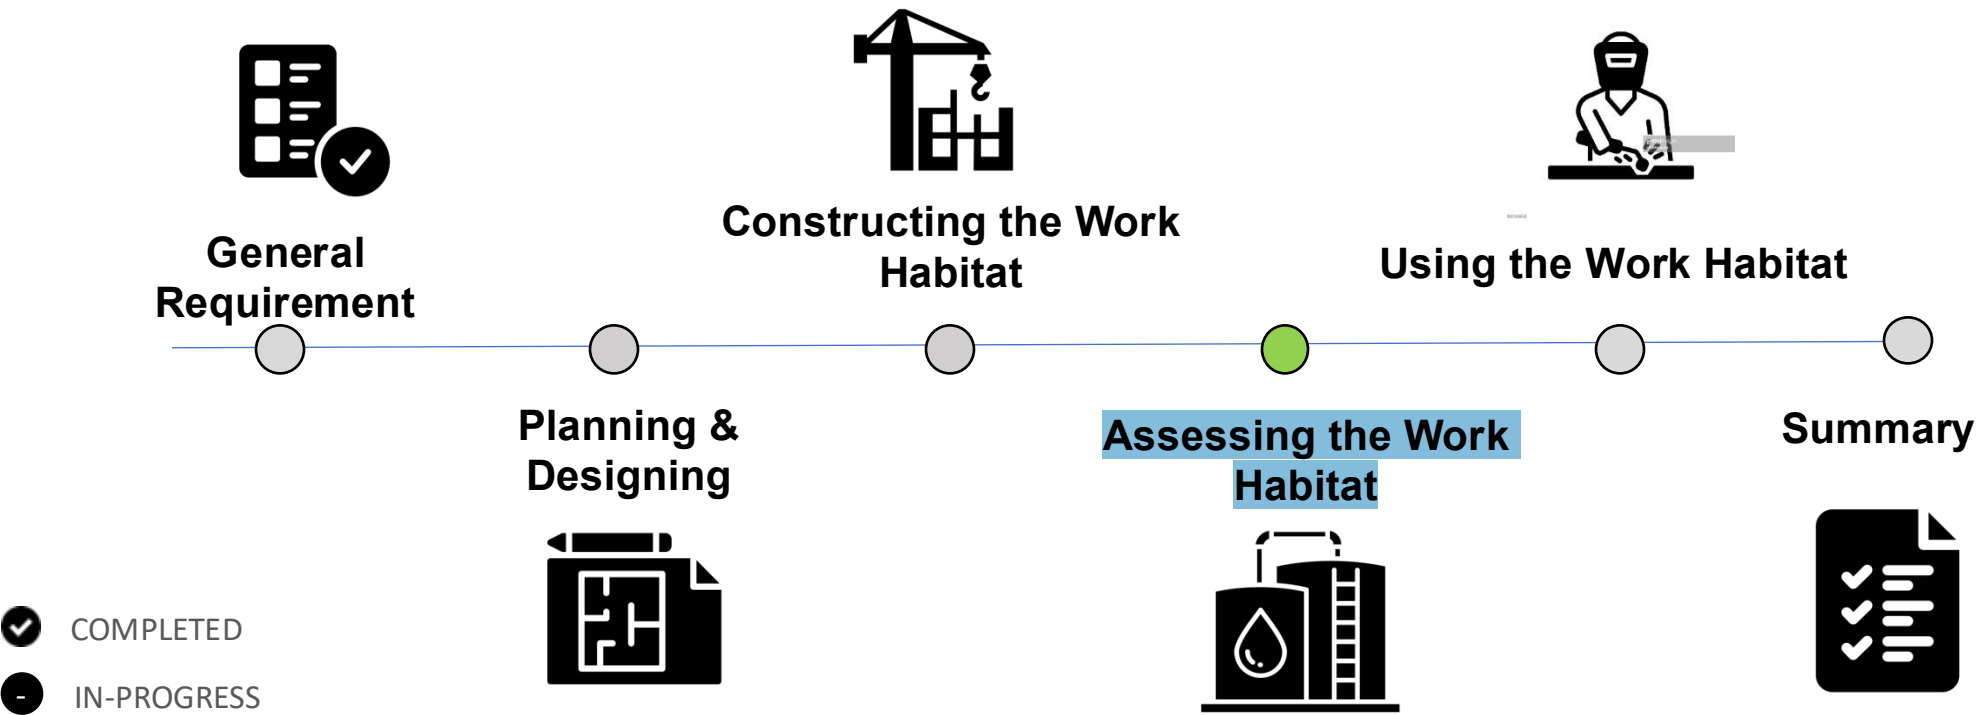 General
Requirement
Planning &
Designing
Constructing the Work
Habitat
Assessing the Work
Habitat
Using the Work Habitat
Summary
COMPLETED
- IN-PROGRESS